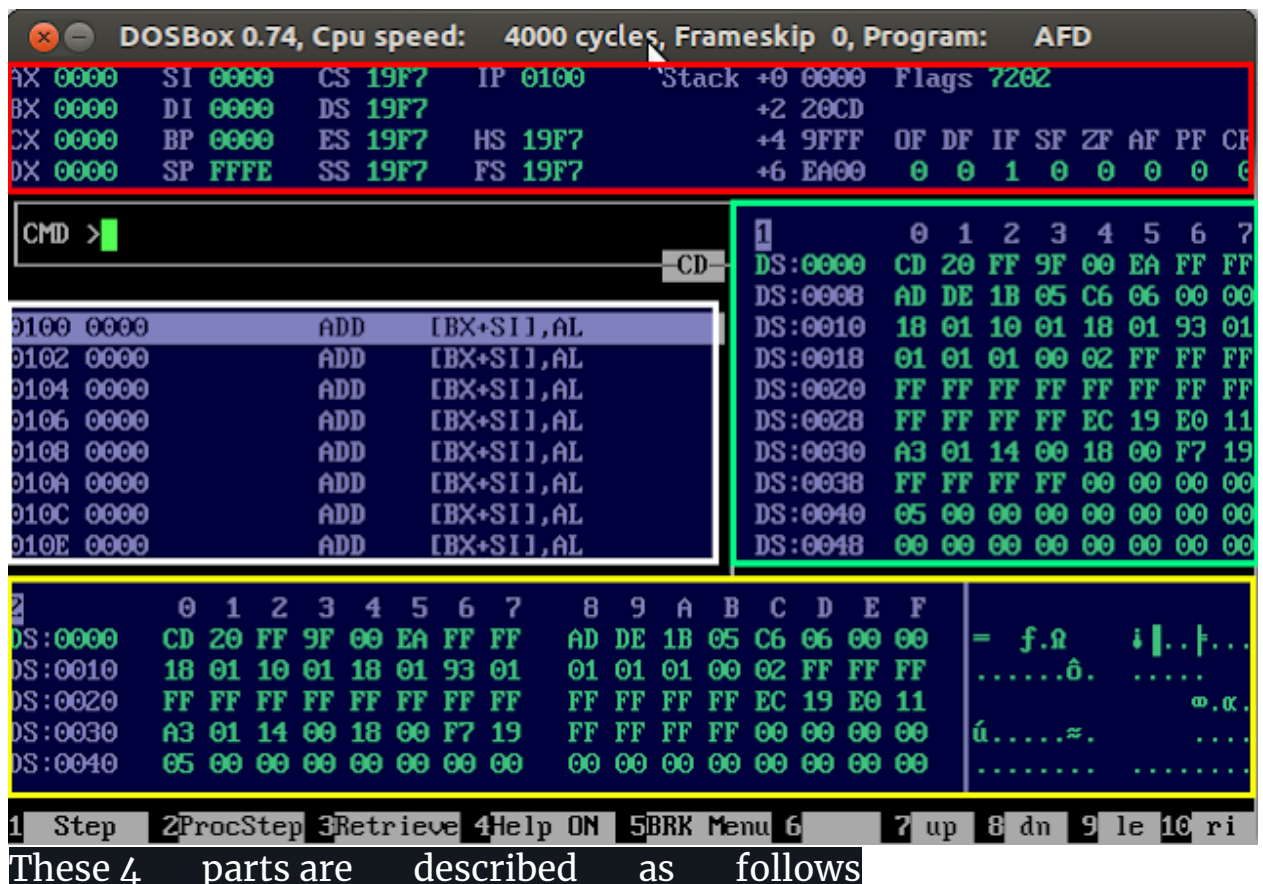 DOSBox 0.74, Cpu speed: 4000 cycles, Frameskip 0, Program: AFD
AX 0000 SI 0000 CS 19F7 IP 0100 Stack +0 0000 Flags 7202
BX 0000 DI 0000 DS 19F7 +2 20CD
CX 0000 BP 0000 ES 19F7 HS 19F7 +4 9FFF OF DF IF SF ZF AF PF CF
DX 0000 SP FFFE SS 19F7 FS 19F7 +6 EA00 0 0 1 0 0 0 0 0
CMD >
CD
0100 0000 ADD [BX+SI],AL
0102 0000 ADD [BX+SI],AL
0104 0000 ADD [BX+SI],AL
0106 0000 ADD [BX+SI],AL
0108 0000 ADD [BX+SI],AL
010A 0000 ADD [BX+SI],AL
010C 0000 ADD [BX+SI],AL
010E 0000 ADD [BX+SI],AL
1 0 1 2 3 4 5 6 7
DS:0000 CD 20 FF 9F 00 EA FF FF
DS:0008 AD DE 1B 05 C6 06 00 00
DS:0010 18 01 10 01 18 01 93 01
DS:0018 01 01 01 00 02 FF FF FF
DS:0020 FF FF FF FF FF FF FF FF
DS:0028 FF FF FF FF EC 19 E0 11
DS:0030 A3 01 14 00 18 00 F7 19
DS:0038 FF FF FF FF 00 00 00 00
DS:0040 05 00 00 00 00 00 00 00
DS:0048 00 00 00 00 00 00 00 00
2 0 1 2 3 4 5 6 7 8 9 A B C D E F
DS:0000 CD 20 FF 9F 00 EA FF FF AD DE 1B 05 C6 06 00 00 = ƒ.Ω ¡▐..╞...
DS:0010 18 01 10 01 18 01 93 01 01 01 01 00 02 FF FF FF ......ô. .....
DS:0020 FF FF FF FF FF FF FF FF FF FF FF FF EC 19 E0 11 ∞.α.
DS:0030 A3 01 14 00 18 00 F7 19 FF FF FF FF 00 00 00 00 ú.....≈. ....
DS:0040 05 00 00 00 00 00 00 00 00 00 00 00 00 00 00 00 ........ ........
1 Step 2ProcStep 3Retrieve 4Help ON 5BRK Menu 6 7 up 8 dn 9 le 10 ri
These 4 parts are described as follows